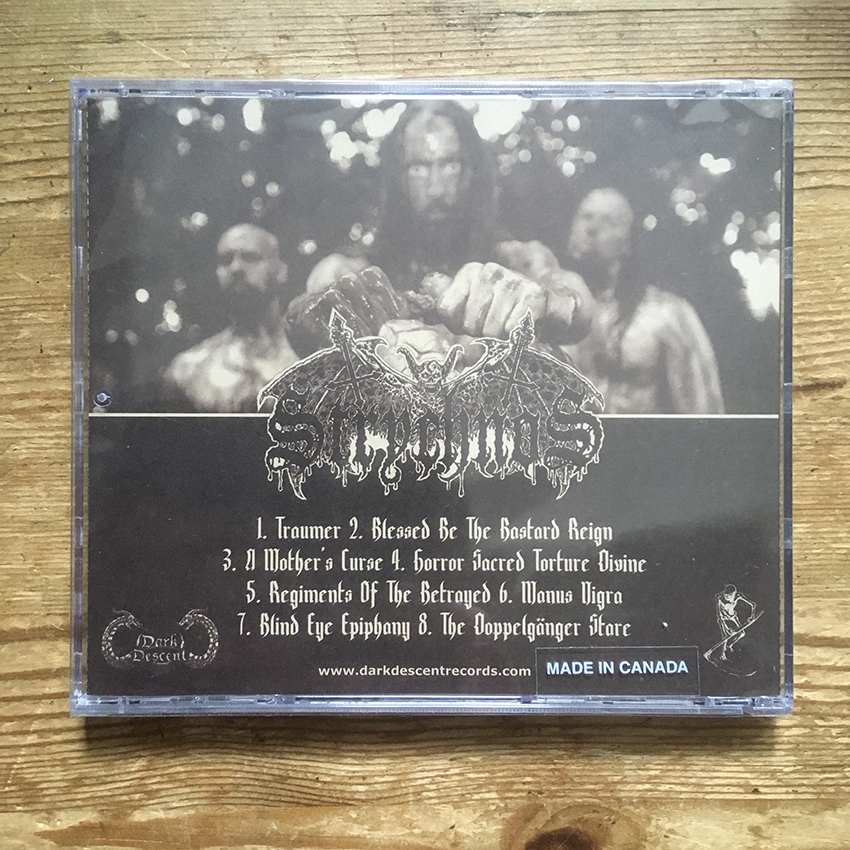 Strychnos
1. Traumer 2. Blessed Be The Bastard Reign
3. A Mother's Curse 4. Horror Sacred Torture Divine
5. Regiments Of The Betrayed 6. Manus Nigra
7. Blind Eye Epiphany 8. The Doppelgänger Stare
Dark
Descent
www.darkdescentrecords.com
MADE IN CANADA